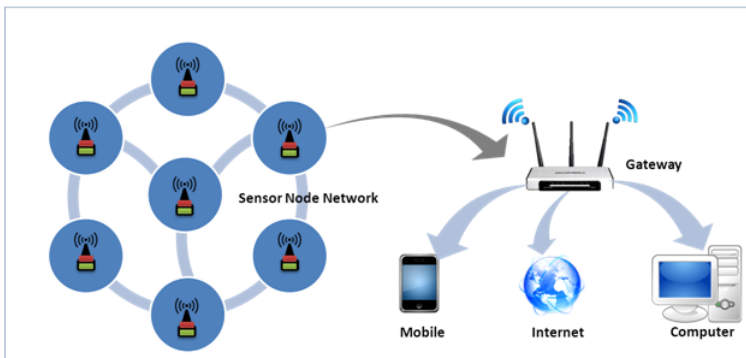 Sensor Node Network
Gateway
Mobile
Internet
Computer